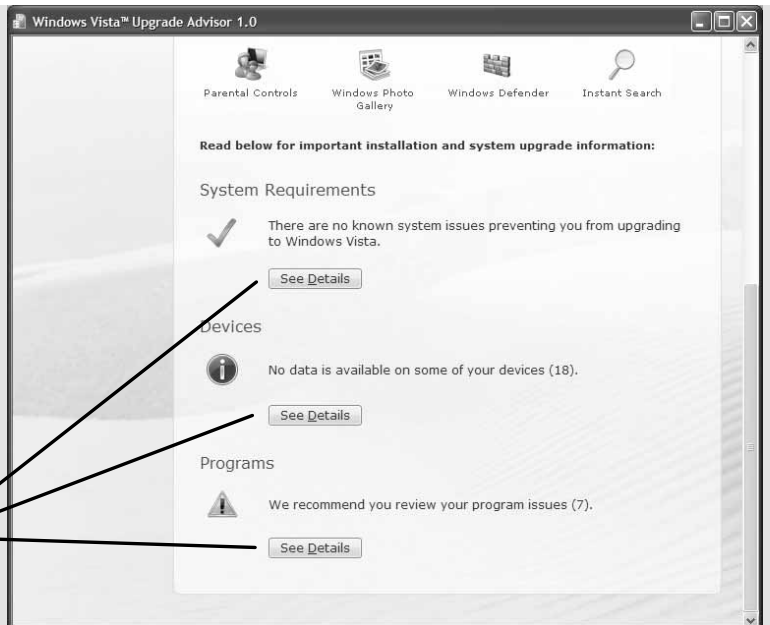 Windows Vista™ Upgrade Advisor 1.0
Parental Controls
Windows Photo
Gallery
Windows Defender
Instant Search
Read below for important installation and system upgrade information:
System Requirements
There are no known system issues preventing you from upgrading
to Windows Vista.
See Details
Devices
No data is available on some of your devices (18).
See Details
Programs
We recommend you review your program issues (7).
See Details